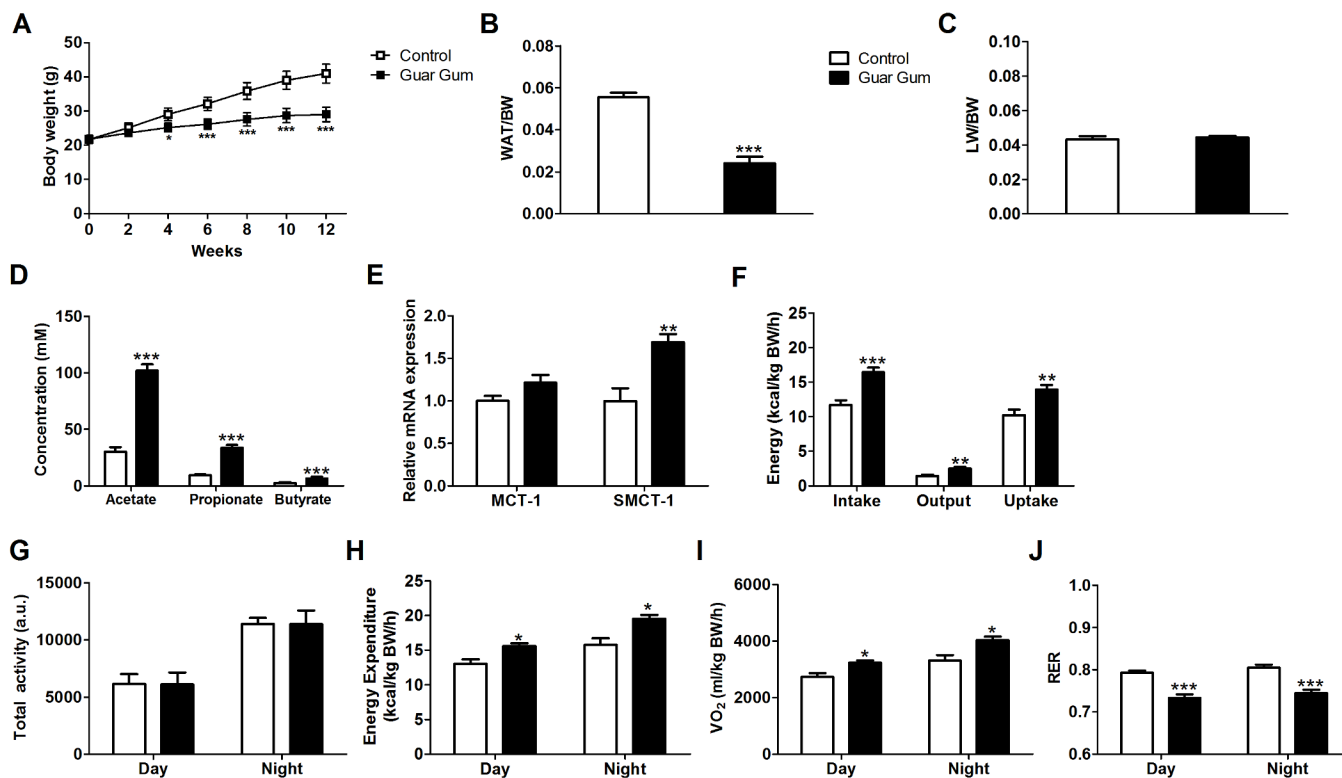 A
Body weight (g)
50
40
30
20
10
0
0 2 4 6 8 10 12
Weeks
* *** *** *** ***
Control
Guar Gum
B
WAT/BW
0.08
0.06
0.04
0.02
0.00
***
Control
Guar Gum
C
LW/BW
0.10
0.08
0.06
0.04
0.02
0.00
D
Concentration (mM)
150
100
50
0
*** *** ***
Acetate Propionate Butyrate
E
Relative mRNA expression
2.0
1.5
1.0
0.5
0.0
**
MCT-1 SMCT-1
F
Energy (kcal/kg BW/h)
25
20
15
10
5
0
*** ** **
Intake Output Uptake
G
Total activity (a.u.)
15000
10000
5000
0
Day Night
H
Energy Expenditure
(kcal/kg BW/h)
25
20
15
10
5
0
* *
Day Night
I
VO2 (ml/kg BW/h)
6000
4000
2000
0
* *
Day Night
J
RER
1.0
0.9
0.8
0.7
0.6
*** ***
Day Night